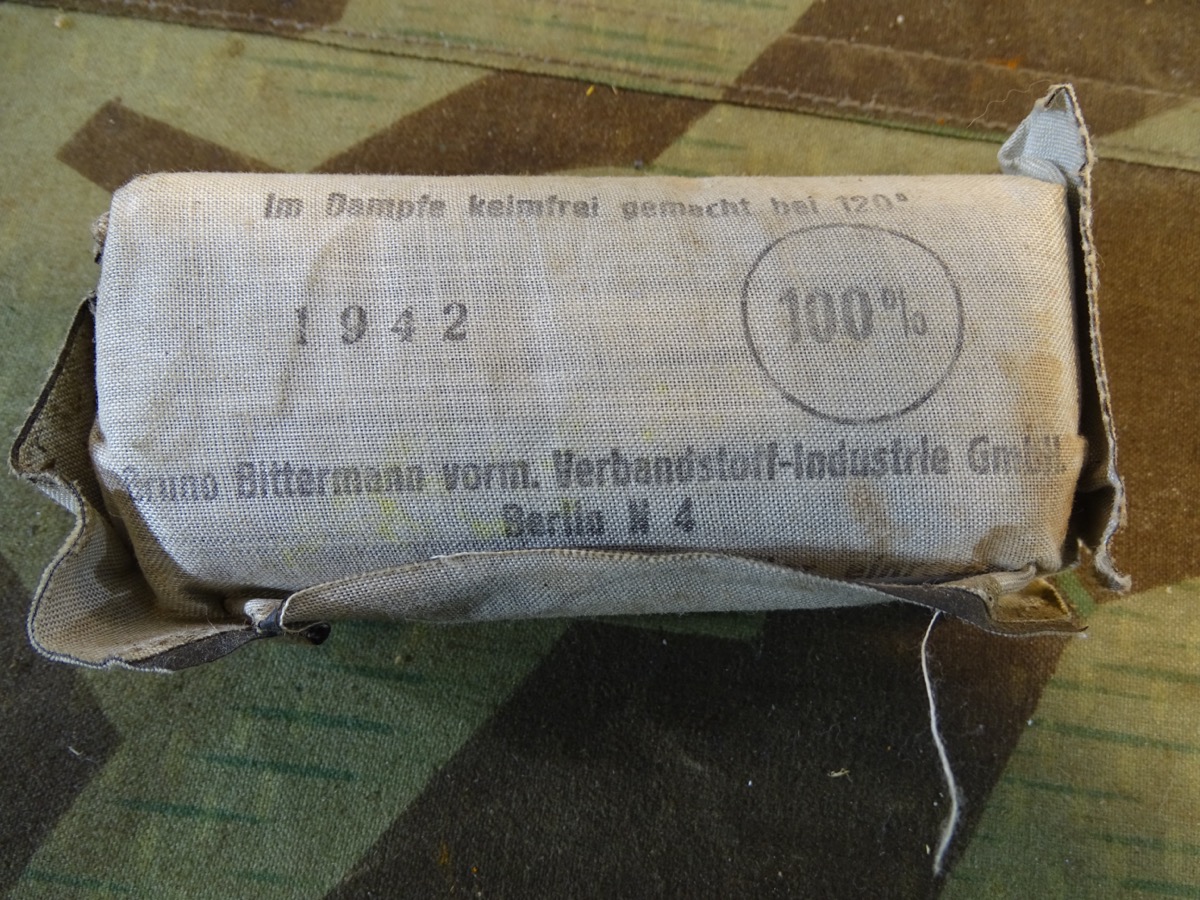 Im Dampfe keimfrei gemacht bei 120°
1942
100%
Bruno Bittermann vorm. Verbandstoff-Industrie GmbH.
Berlin N 4